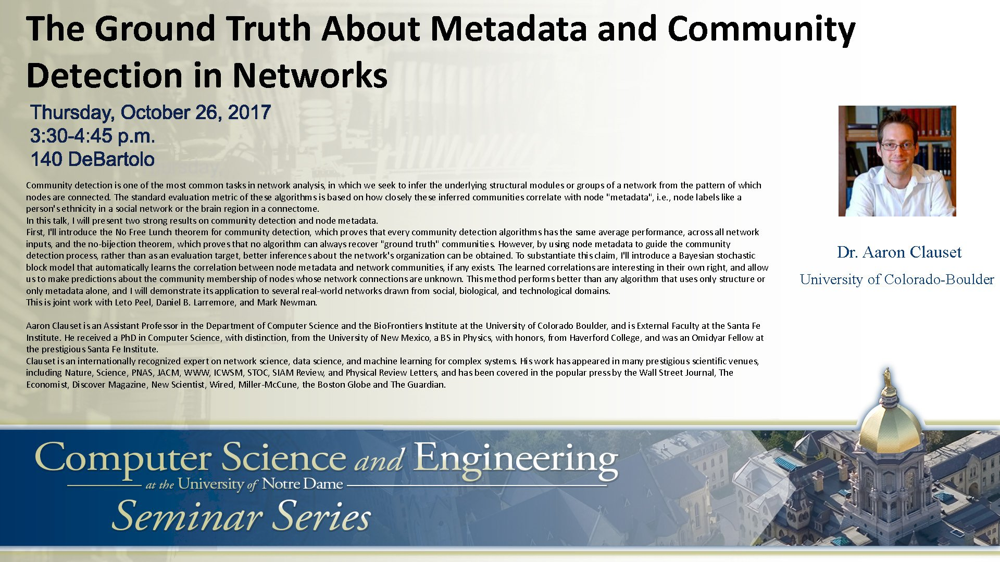 The Ground Truth About Metadata and Community
Detection in Networks
Thursday, October 26, 2017
3:30-4:45 p.m.
140 DeBartolo
Community detection is one of the most common tasks in network analysis, in which we seek to infer the underlying structural modules or groups of a network from the pattern of which
nodes are connected. The standard evaluation metric of these algorithms is based on how closely these inferred communities correlate with node "metadata", i.e., node labels like a
person's ethnicity in a social network or the brain region in a connectome.
In this talk, I will present two strong results on community detection and node metadata.
First, I'll introduce the No Free Lunch theorem for community detection, which proves that every community detection algorithms has the same average performance, across all network
inputs, and the no-bijection theorem, which proves that no algorithm can always recover "ground truth" communities. However, by using node metadata to guide the community
detection process, rather than as an evaluation target, better inferences about the network's organization can be obtained. To substantiate this claim, I'll introduce a Bayesian stochastic
block model that automatically learns the correlation between node metadata and network communities, if any exists. The learned correlations are interesting in their own right, and allow
us to make predictions about the community membership of nodes whose network connections are unknown. This method performs better than any algorithm that uses only structure or
only metadata alone, and I will demonstrate its application to several real-world networks drawn from social, biological, and technological domains.
This is joint work with Leto Peel, Daniel B. Larremore, and Mark Newman.
Aaron Clauset is an Assistant Professor in the Department of Computer Science and the BioFrontiers Institute at the University of Colorado Boulder, and is External Faculty at the Santa Fe
Institute. He received a PhD in Computer Science, with distinction, from the University of New Mexico, a BS in Physics, with honors, from Haverford College, and was an Omidyar Fellow at
the prestigious Santa Fe Institute.
Clauset is an internationally recognized expert on network science, data science, and machine learning for complex systems. His work has appeared in many prestigious scientific venues,
including Nature, Science, PNAS, JACM, WWW, ICWSM, STOC, SIAM Review, and Physical Review Letters, and has been covered in the popular press by the Wall Street Journal, The
Economist, Discover Magazine, New Scientist, Wired, Miller-McCune, the Boston Globe and The Guardian.
Dr. Aaron Clauset
University of Colorado-Boulder
Computer Science and Engineering
at the University of Notre Dame
Seminar Series